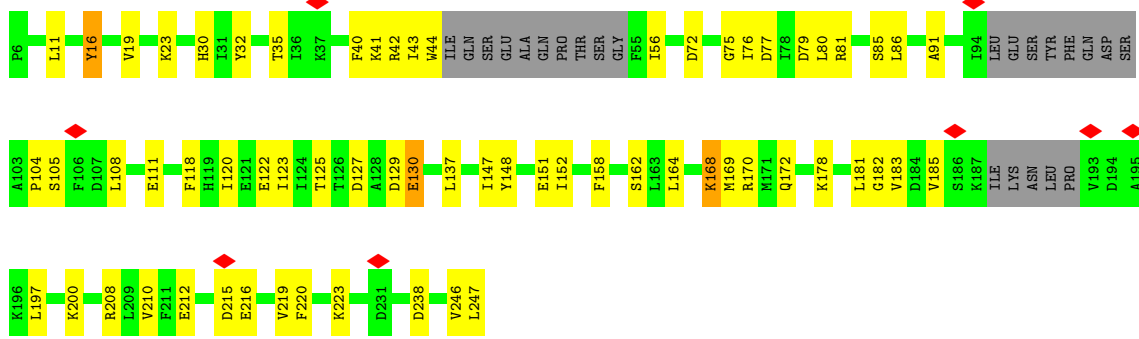 P6 L11 Y16 V19 K23 H30 I31 Y32 T35 I36 K37 F40 K41 R42 I43 W44 ILE GLN SER GLU ALA GLN PRO THR SER GLY F55 I56 D72 G75 I76 D77 I78 D79 L80 R81 S85 L86 A91 I94 LEU GLU SER TYR PHE GLN ASP SER
A103 P104 S105 F106 D107 L108 E111 F118 H119 I120 E121 E122 I123 I124 T125 T126 D127 A128 D129 E130 L137 I147 Y148 E151 I152 F158 S162 L163 L164 K168 M169 R170 M171 Q172 K178 L181 G182 V183 D184 V185 S186 K187 ILE LYS ASN LEU PRO V193 D194 A195
K196 L197 K200 R208 L209 V210 F211 E212 D215 E216 V219 F220 K223 D231 D238 V246 L247